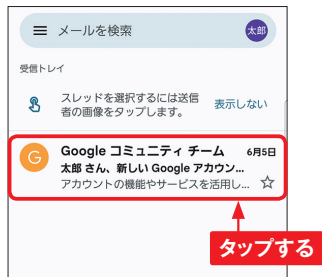 メールを検索
太郎
受信トレイ
スレッドを選択するには送信
者の画像をタップします。
表示しない
G
Google コミュニティ チーム 6月5日
太郎 さん、新しい Google アカウン...
アカウントの機能やサービスを活用し...
タップする